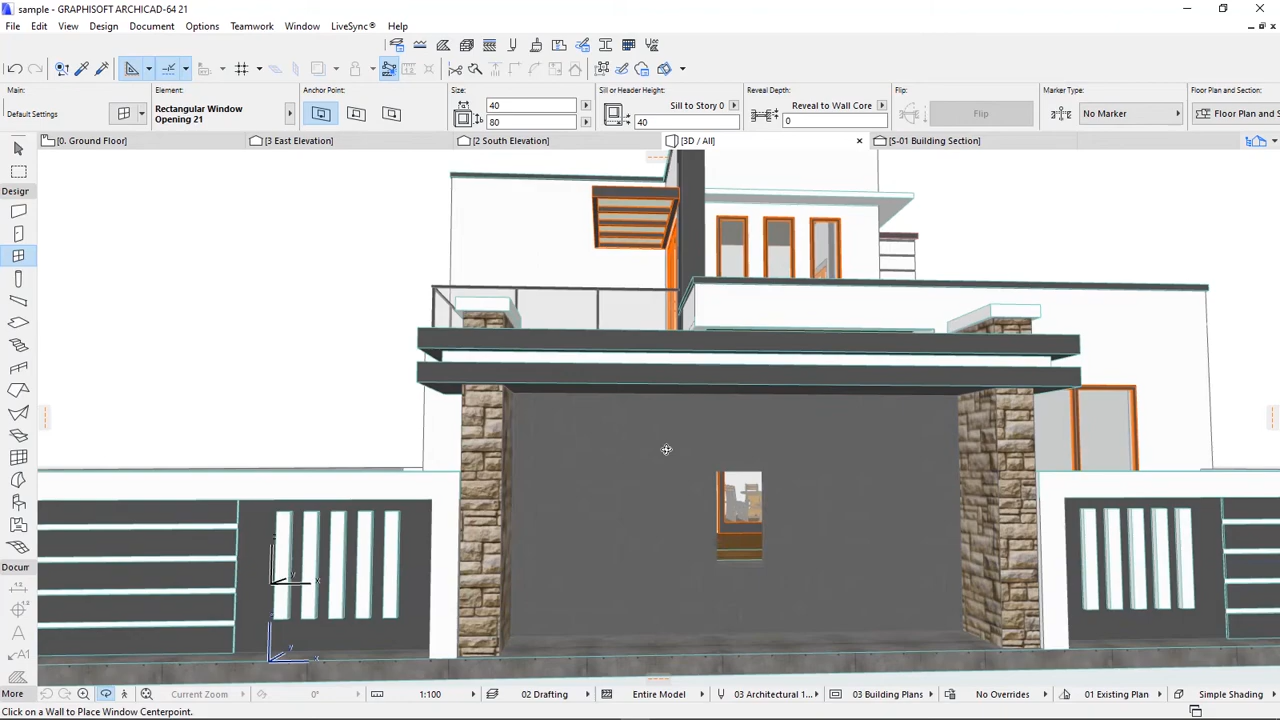 sample - GRAPHISOFT ARCHICAD-64 21
File Edit View Design Document Options Teamwork Window LiveSync® Help
Main: Element: Anchor Point: Size: Sill or Header Height: Reveal Depth: Flip: Marker Type: Floor Plan and Section:
Default Settings
Rectangular Window
Opening 21
40
80
Sill to Story 0
40
Reveal to Wall Core
0
Flip
No Marker
Floor Plan and S
[0. Ground Floor] [3 East Elevation] [2 South Elevation] [3D / All] [S-01 Building Section]
Design
Docum
More
Current Zoom 0° 1:100 02 Drafting Entire Model 03 Architectural 1... 03 Building Plans No Overrides 01 Existing Plan Simple Shading
Click on a Wall to Place Window Centerpoint.